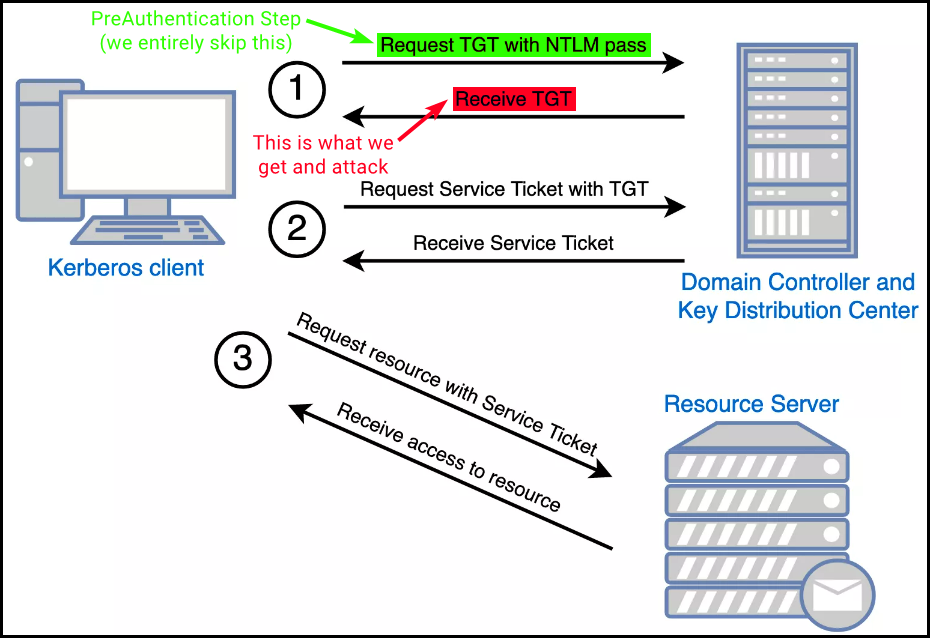 PreAuthentication Step
(we entirely skip this)
Request TGT with NTLM pass
1
Receive TGT
This is what we
get and attack
Request Service Ticket with TGT
2
Receive Service Ticket
Kerberos client
Domain Controller and
Key Distribution Center
3
Request resource with Service Ticket
Receive access to resource
Resource Server